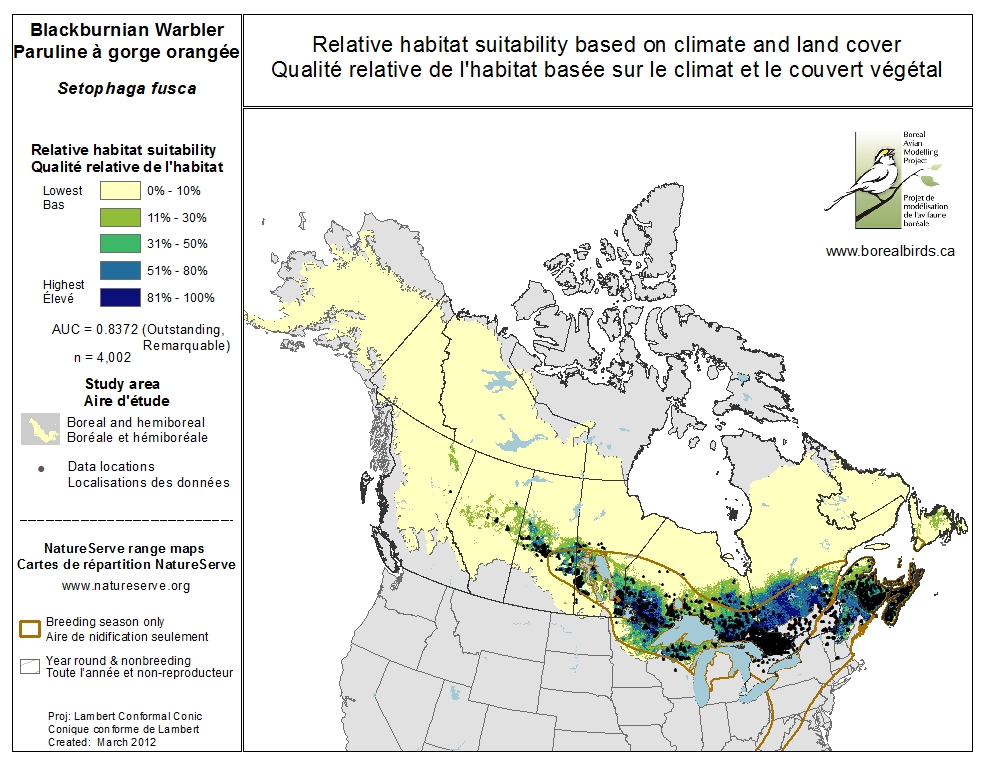 Blackburnian Warbler
Paruline à gorge orangée
Setophaga fusca
Relative habitat suitability based on climate and land cover
Qualité relative de l'habitat basée sur le climat et le couvert végétal
Relative habitat suitability
Qualité relative de l'habitat
Lowest
Bas
0% - 10%
11% - 30%
31% - 50%
51% - 80%
Highest
Élevé
81% - 100%
AUC = 0.8372 (Outstanding,
Remarquable)
n = 4,002
Study area
Aire d'étude
Boreal and hemiboreal
Boréale et hémiboréale
Data locations
Localisations des données
NatureServe range maps
Cartes de répartition NatureServe
www.natureserve.org
Breeding season only
Aire de nidification seulement
Year round & nonbreeding
Toute l'année et non-reproducteur
Proj: Lambert Conformal Conic
Conique conforme de Lambert
Created: March 2012
Boreal
Avian
Modelling
Project
Projet de
modélisation
de l'avifaune
boréale
www.borealbirds.ca